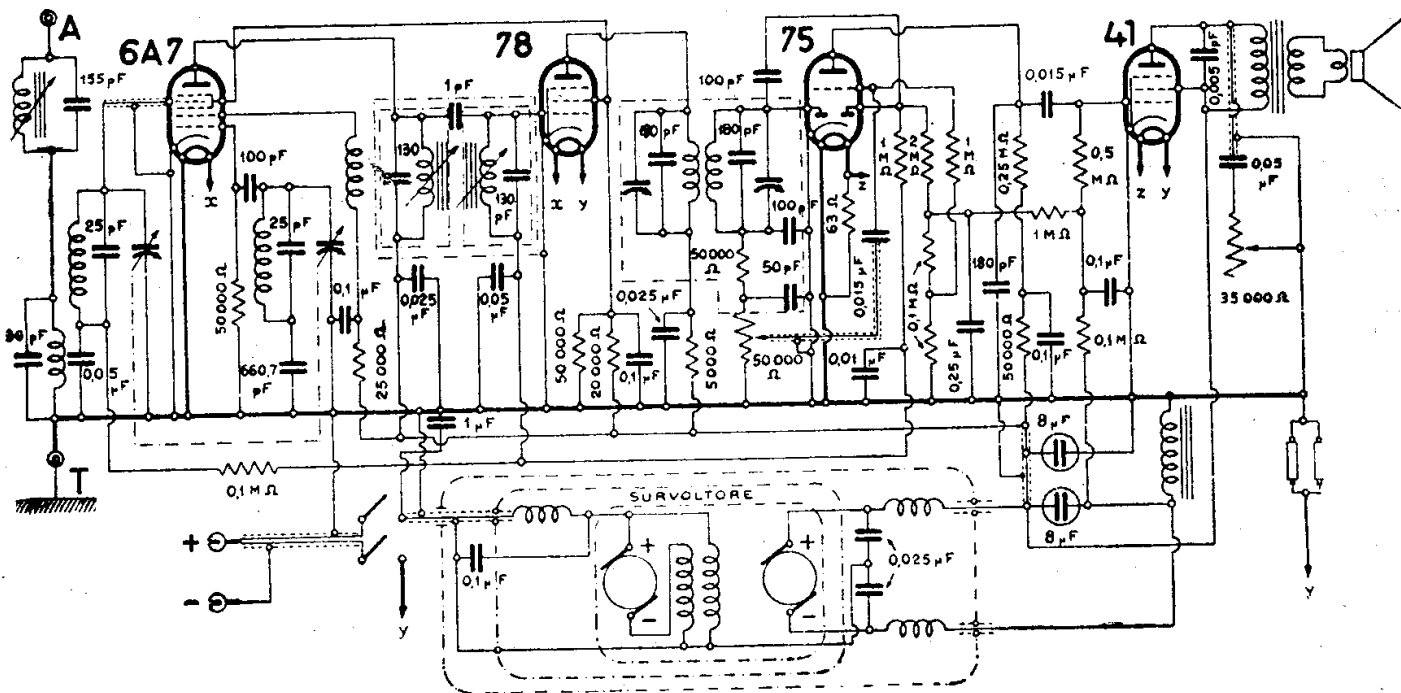 A
6A7
78
75
41
155 pF
1 pF
100 pF
0,015 µF
0,005 pF
100 pF
130
130 pF
80 pF
180 pF
1 MΩ
2 MΩ
1 MΩ
0,25 MΩ
0,5 MΩ
0,05 µF
x
x
y
z
z
y
25 pF
25 pF
50000 Ω
0,1 µF
0,025 µF
0,05 µF
100 pF
50000 Ω
50 pF
63 Ω
0,015 µF
1 MΩ
180 pF
0,1 µF
35000 Ω
0,015 µF
660,7 pF
25000 Ω
0,025 µF
50000 Ω
20000 Ω
0,1 µF
5000 Ω
50000 Ω
0,01 µF
0,1 MΩ
0,25 µF
50000 Ω
0,1 µF
0,1 MΩ
1 µF
8 µF
T
0,1 MΩ
SURVOLTORE
8 µF
+
-
y
0,1 µF
+
-
+
-
0,025 µF
y